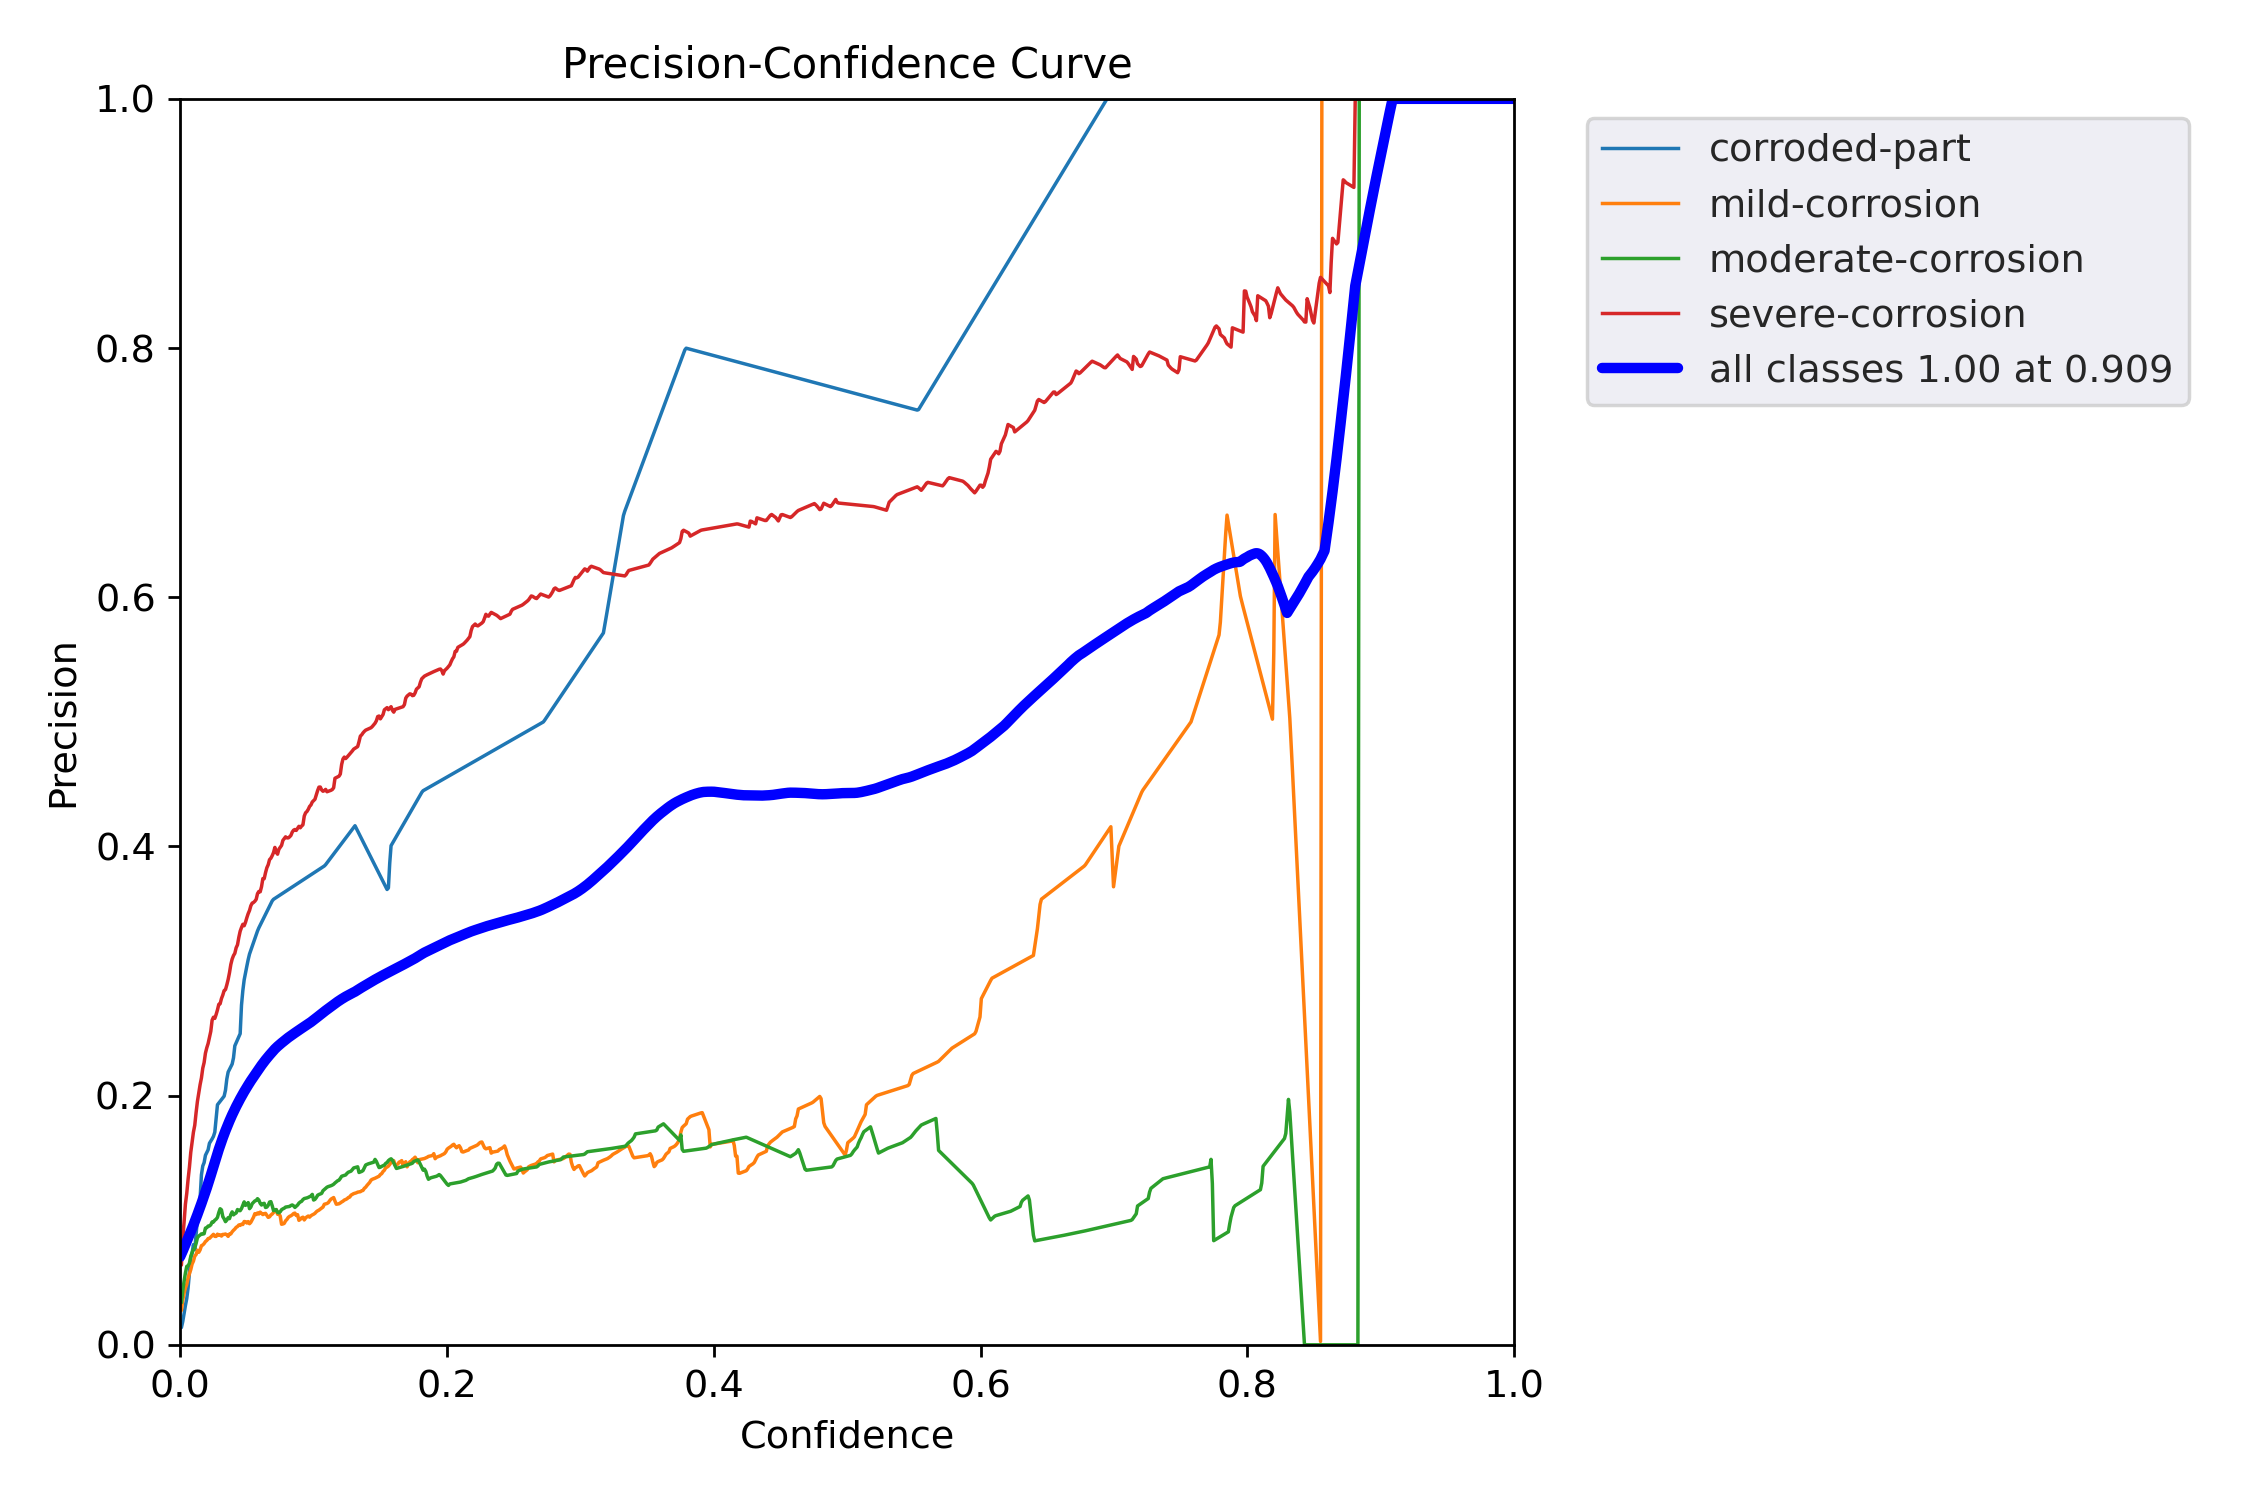 Precision-Confidence Curve
1.0
0.8
0.6
0.4
0.2
0.0
Precision
0.0 0.2 0.4 0.6 0.8 1.0
Confidence
corroded-part
mild-corrosion
moderate-corrosion
severe-corrosion
all classes 1.00 at 0.909